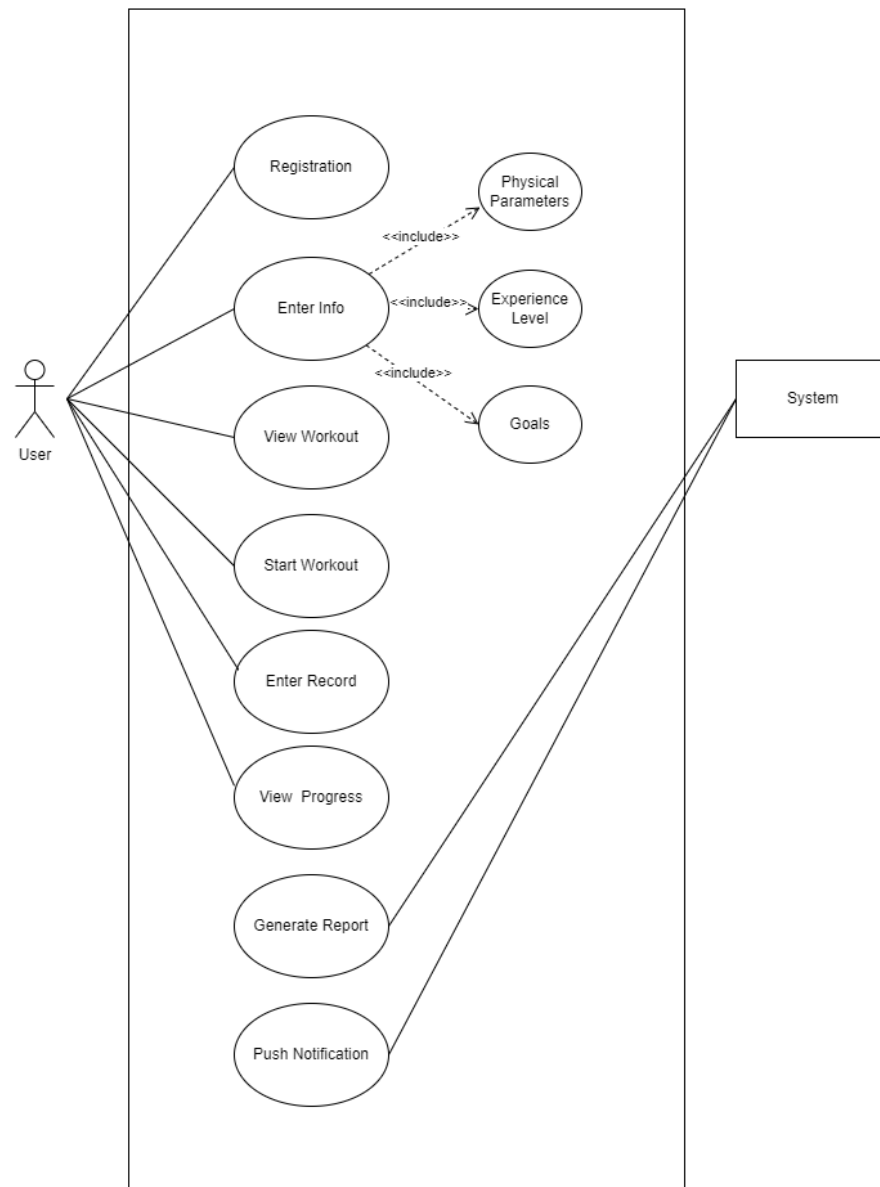 Registration
Physical
Parameters
<<include>>
Enter Info
<<include>>
Experience
Level
<<include>>
Goals
System
View Workout
User
Start Workout
Enter Record
View  Progress
Generate Report
Push Notification